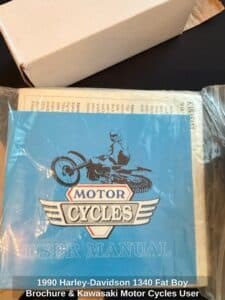 MOTOR
CYCLES
USER MANUAL
1990 Harley-Davidson 1340 Fat Boy
Brochure & Kawasaki Motor Cycles User